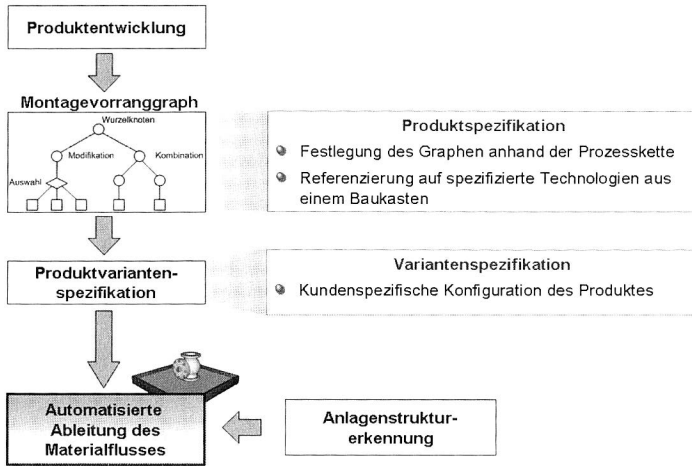 Produktentwicklung
Montagevorranggraph
Wurzelknoten
Modifikation
Kombination
Auswahl
Produktspezifikation
Festlegung des Graphen anhand der Prozesskette
Referenzierung auf spezifizierte Technologien aus
einem Baukasten
Produktvarianten-
spezifikation
Variantenspezifikation
Kundenspezifische Konfiguration des Produktes
Automatisierte
Ableitung des
Materialflusses
Anlagenstruktur-
erkennung